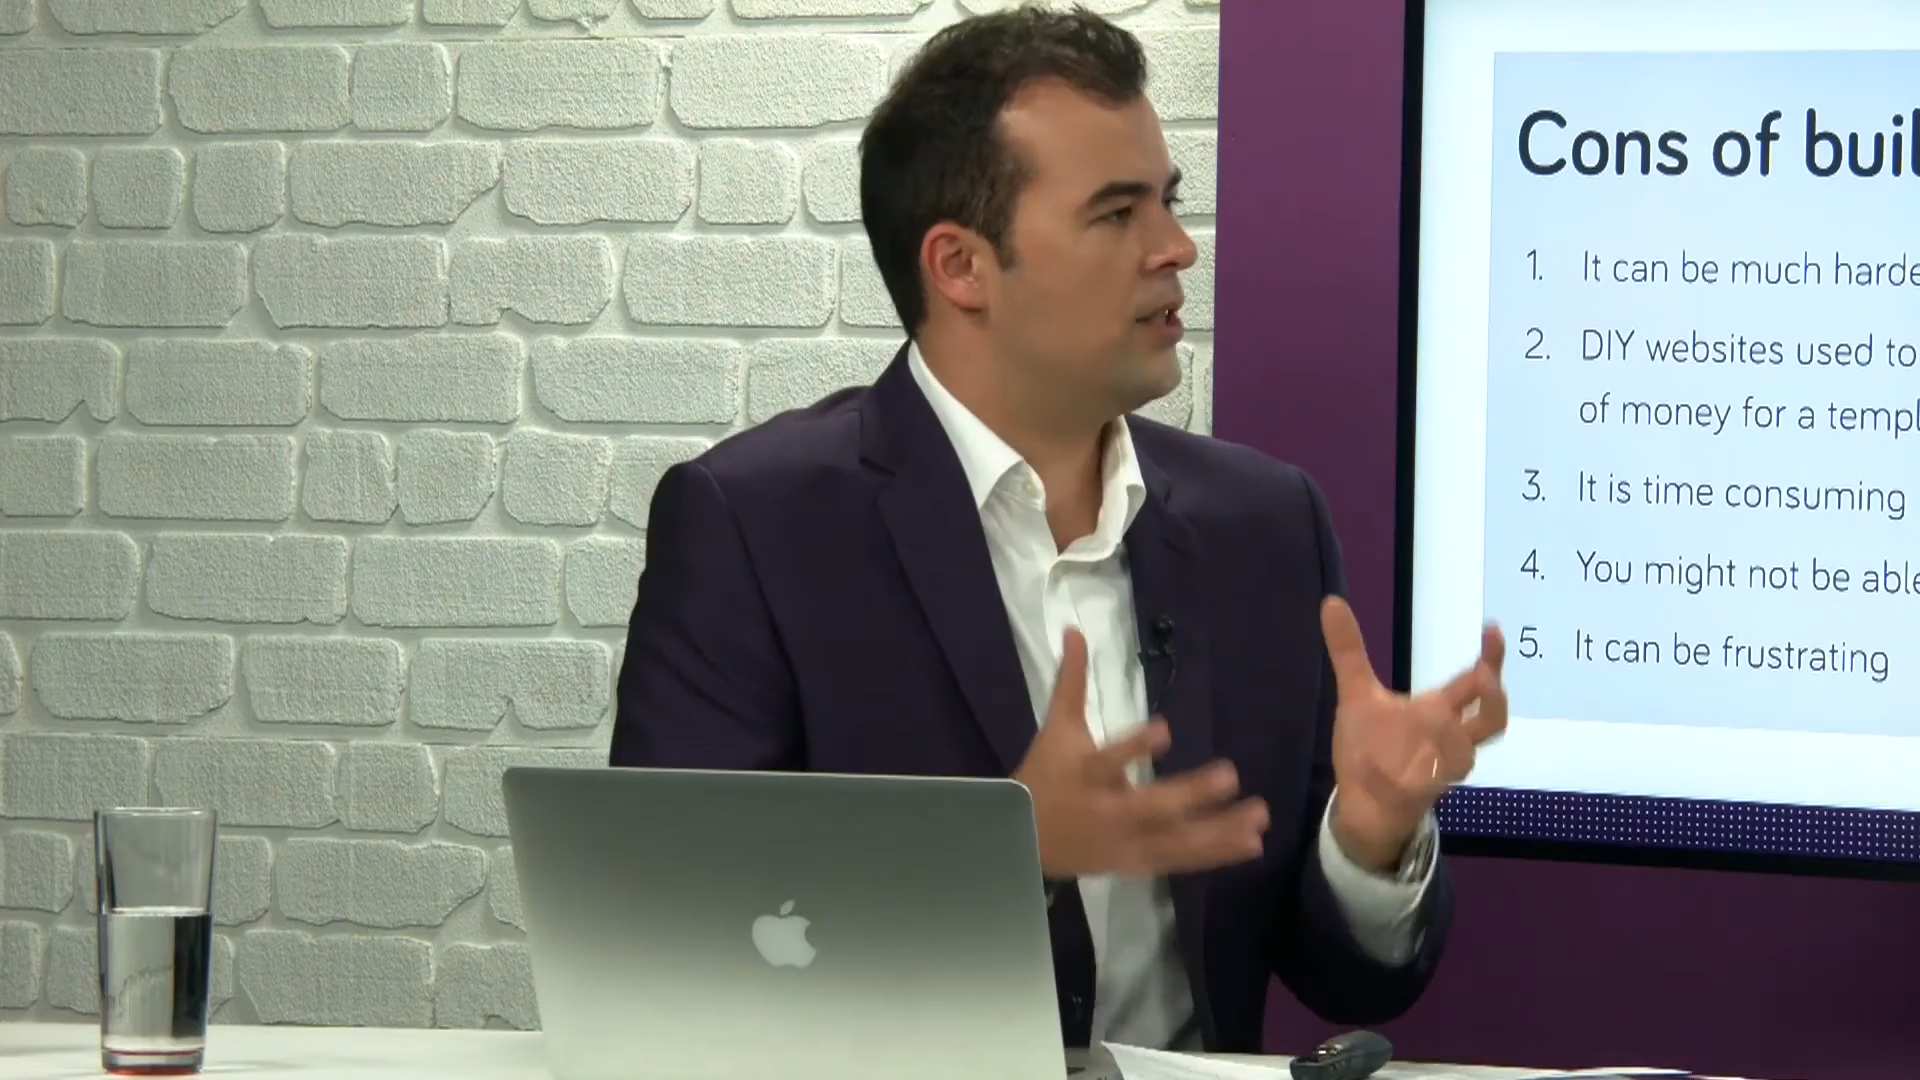 Cons of buil
1. It can be much harde
2. DIY websites used to
of money for a templ
3. It is time consuming
4. You might not be able
5. It can be frustrating